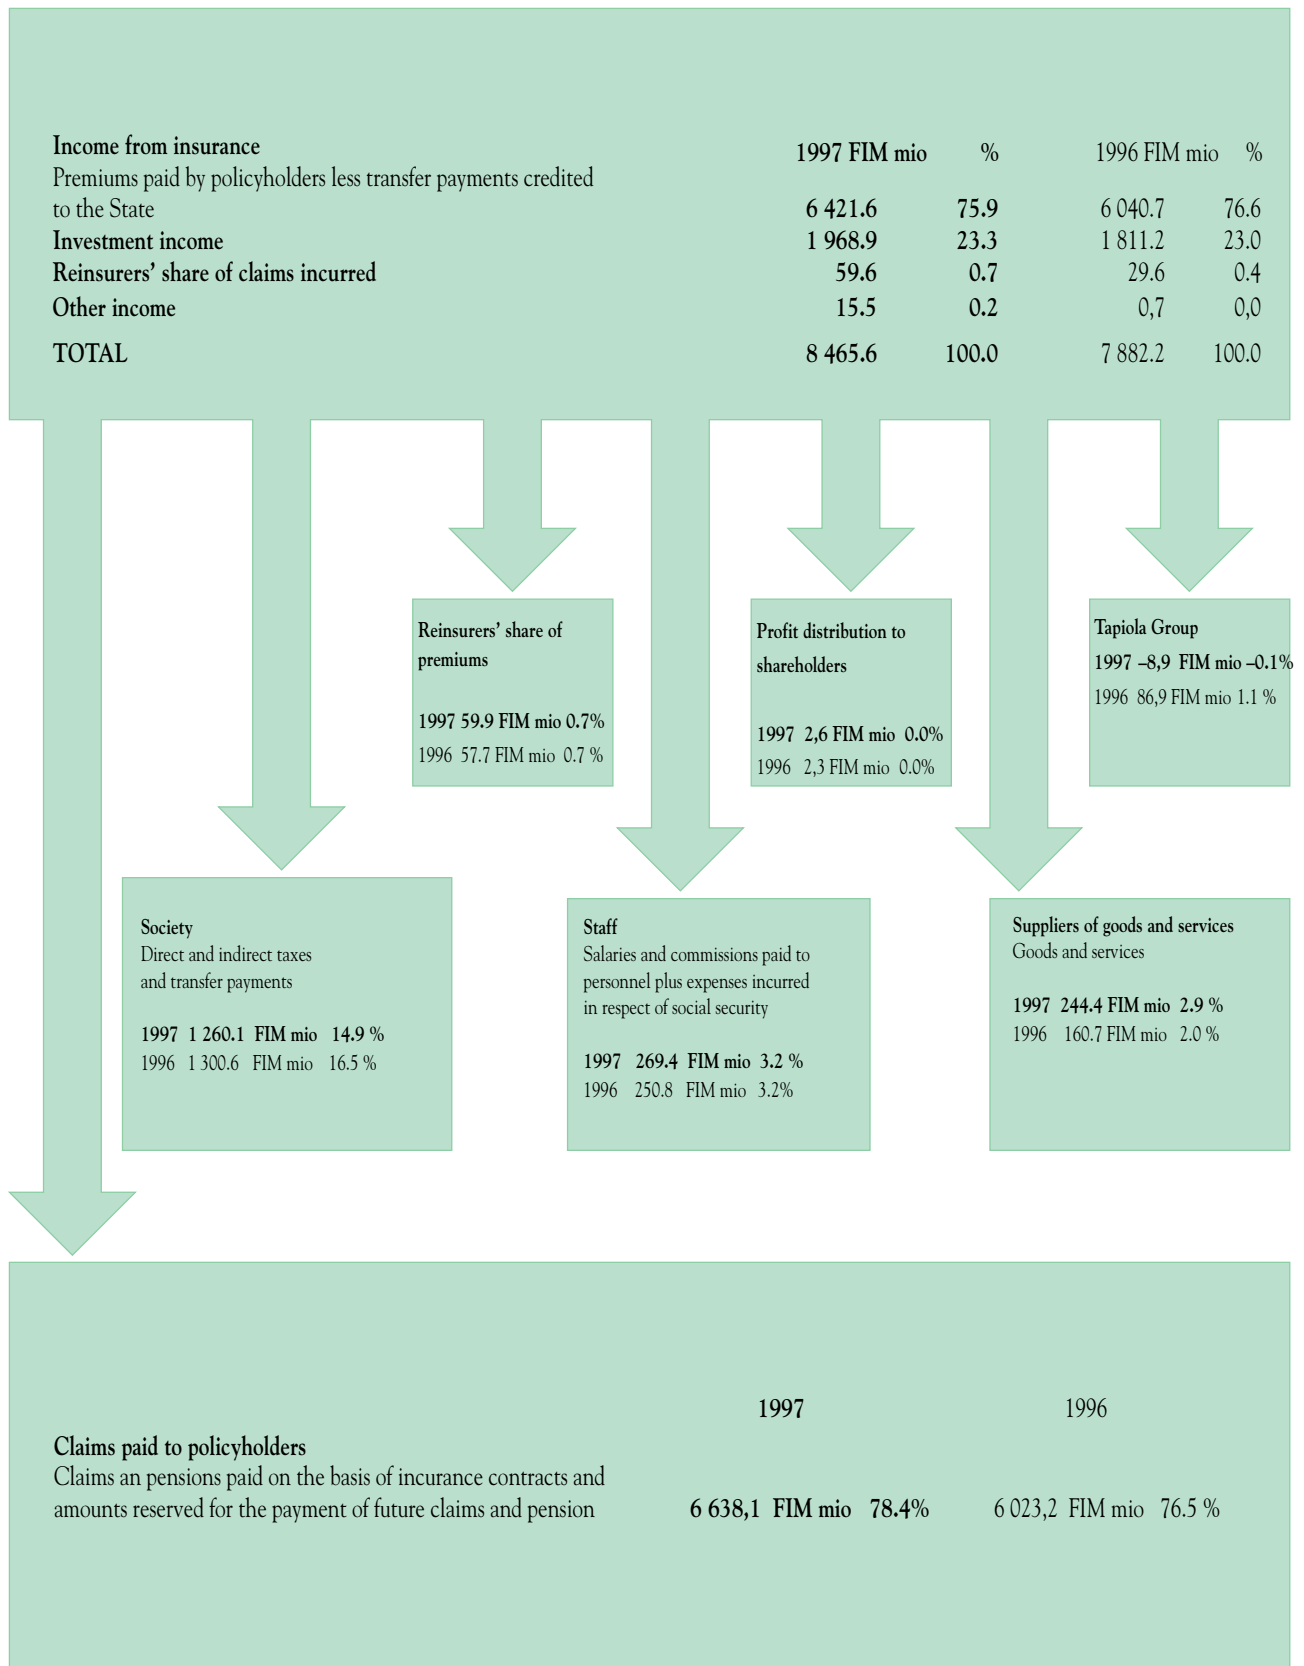 Income from insurance 1997 FIM mio % 1996 FIM mio %
Premiums paid by policyholders less transfer payments credited
to the State 6 421.6 75.9 6 040.7 76.6
Investment income 1 968.9 23.3 1 811.2 23.0
Reinsurers' share of claims incurred 59.6 0.7 29.6 0.4
Other income 15.5 0.2 0,7 0,0
TOTAL 8 465.6 100.0 7 882.2 100.0
Reinsurers' share of
premiums
1997 59.9 FIM mio 0.7%
1996 57.7 FIM mio 0.7 %
Profit distribution to
shareholders
1997 2,6 FIM mio 0.0%
1996 2,3 FIM mio 0.0%
Tapiola Group
1997 –8,9 FIM mio –0.1%
1996 86,9 FIM mio 1.1 %
Society
Direct and indirect taxes
and transfer payments
1997 1 260.1 FIM mio 14.9 %
1996 1 300.6 FIM mio 16.5 %
Staff
Salaries and commissions paid to
personnel plus expenses incurred
in respect of social security
1997 269.4 FIM mio 3.2 %
1996 250.8 FIM mio 3.2%
Suppliers of goods and services
Goods and services
1997 244.4 FIM mio 2.9 %
1996 160.7 FIM mio 2.0 %
1997 1996
Claims paid to policyholders
Claims an pensions paid on the basis of incurance contracts and
amounts reserved for the payment of future claims and pension 6 638,1 FIM mio 78.4% 6 023,2 FIM mio 76.5 %